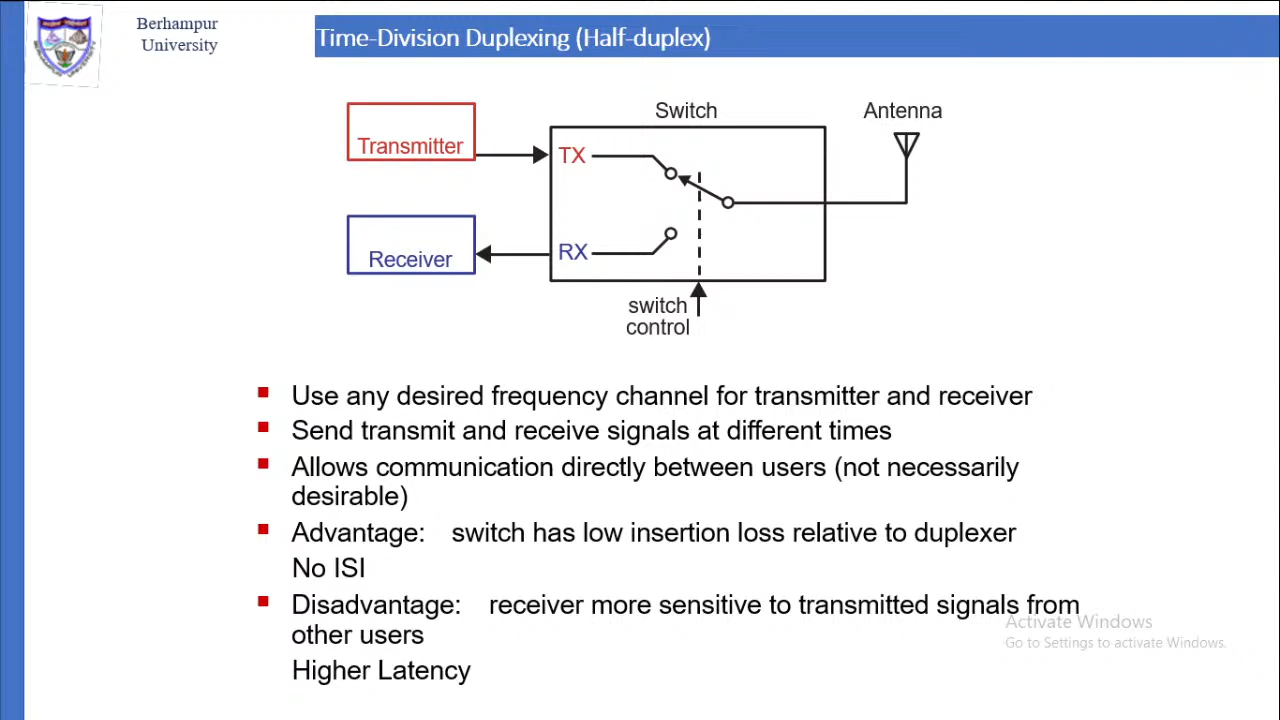 Berhampur
University
Time-Division Duplexing (Half-duplex)
Switch
Antenna
Transmitter
TX
Receiver
RX
switch
control
Use any desired frequency channel for transmitter and receiver
Send transmit and receive signals at different times
Allows communication directly between users (not necessarily
desirable)
Advantage: switch has low insertion loss relative to duplexer
No ISI
Disadvantage: receiver more sensitive to transmitted signals from
other users
Higher Latency
Activate Windows
Go to Settings to activate Windows.